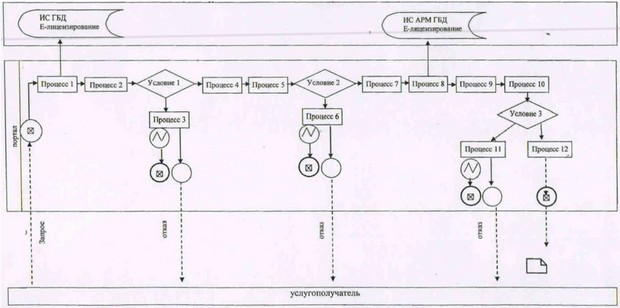 ИС ГБД
Е-лицензирование
ИС АРМ ГБД
Е-лицензирование
Процесс 1
Процесс 2
Условие 1
Процесс 4
Процесс 5
Условие 2
Процесс 7
Процесс 8
Процесс 9
Процесс 10
Процесс 3
Процесс 6
Условие 3
Процесс 11
Процесс 12
портал
Запрос
отказ
отказ
отказ
услугополучатель